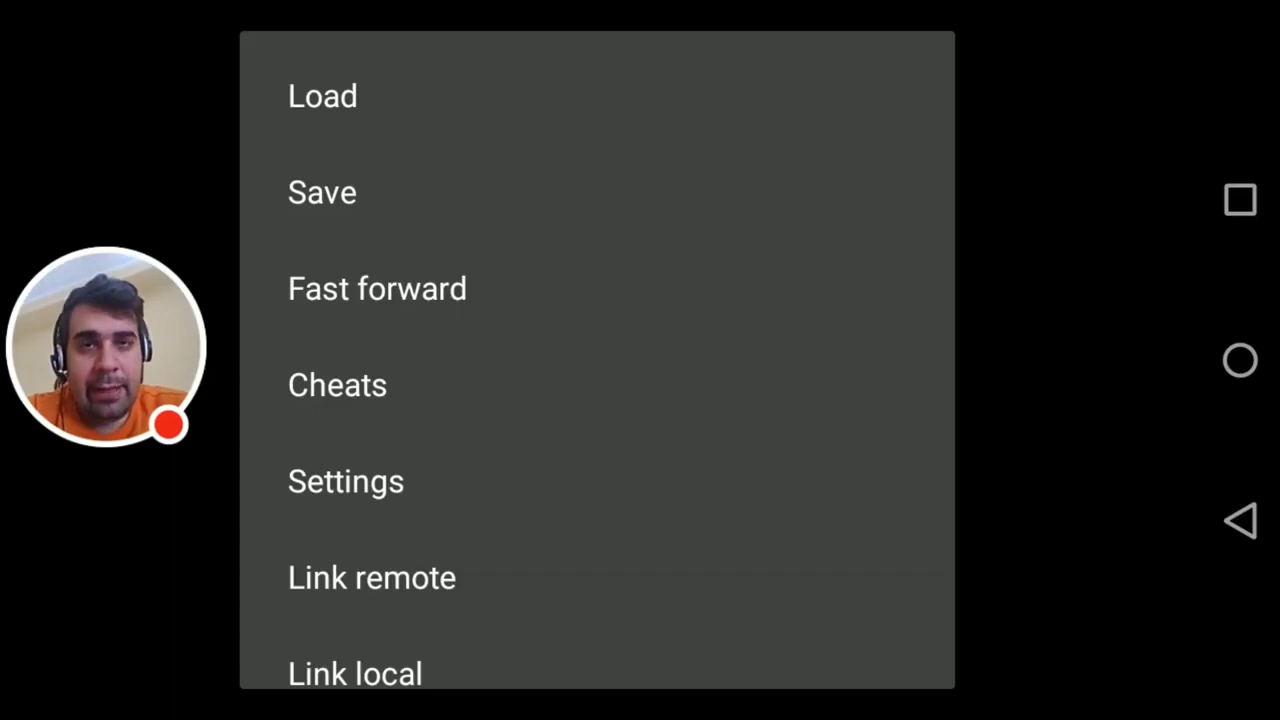 Load
Save
Fast forward
Cheats
Settings
Link remote
Link local